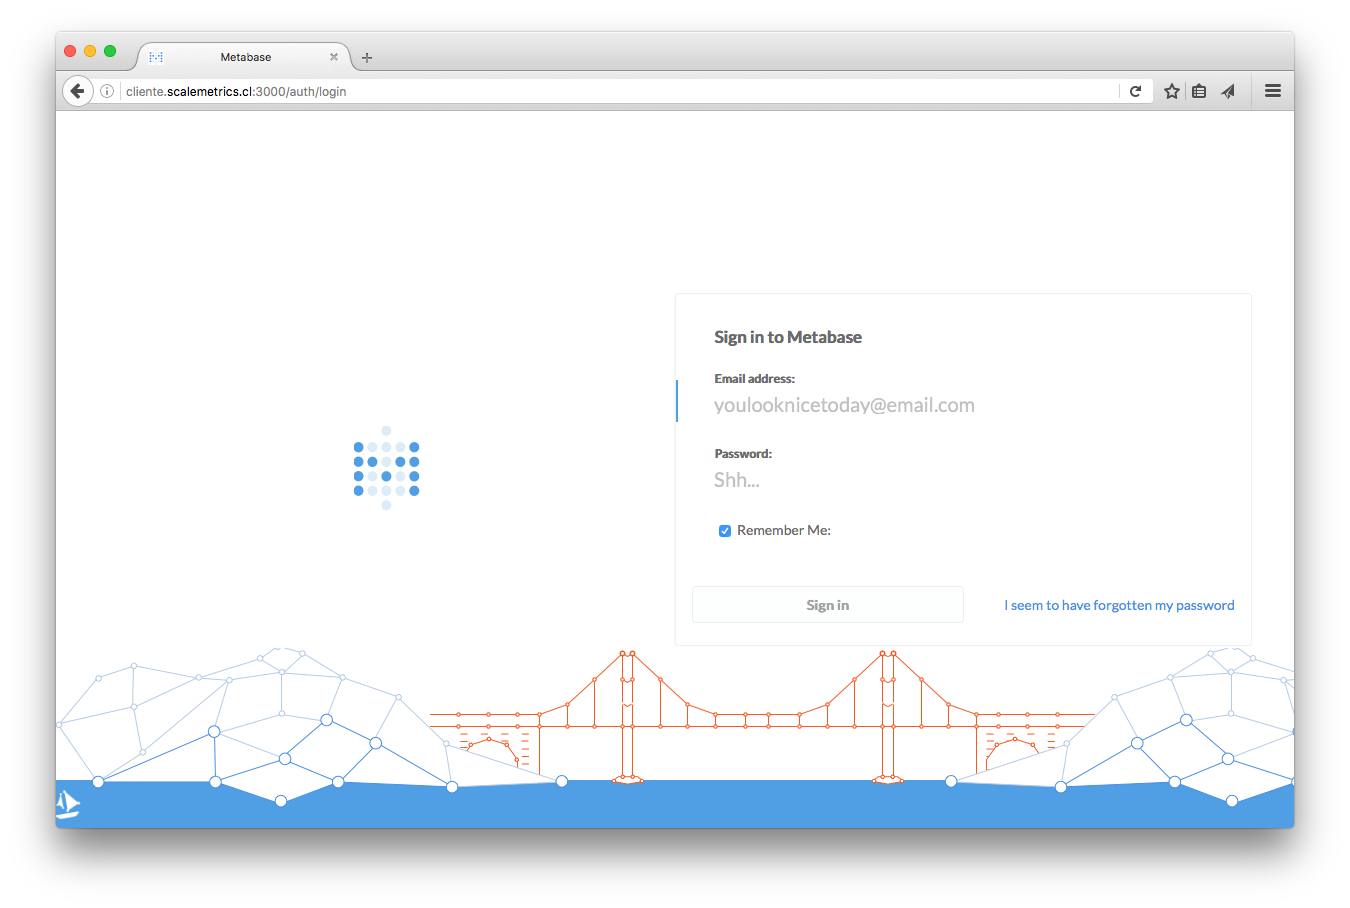 Metabase
cliente.scalemetrics.cl:3000/auth/login
Sign in to Metabase
Email address:
youlooknicetoday@email.com
Password:
Shh...
Remember Me:
Sign in
I seem to have forgotten my password